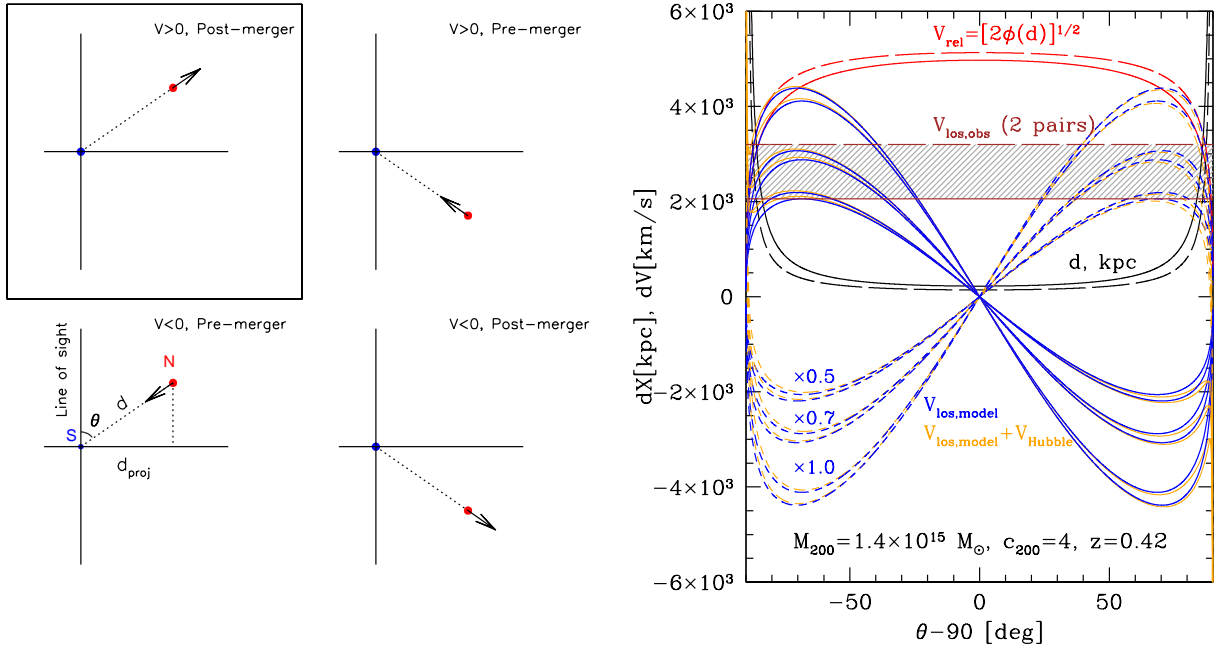 V>0, Post-merger
V>0, Pre-merger
V<0, Pre-merger
V<0, Post-merger
Line of sight
N
d
θ
S
d_proj
6×10³
4×10³
2×10³
0
−2×10³
−4×10³
−6×10³
dX[kpc], dV[km/s]
V_rel=[2ϕ(d)]^1/2
V_los,obs (2 pairs)
d, kpc
×0.5
×0.7
×1.0
V_los,model
V_los,model+V_Hubble
M_200=1.4×10¹⁵ M_⊙, c_200=4, z=0.42
−50
0
50
θ−90 [deg]